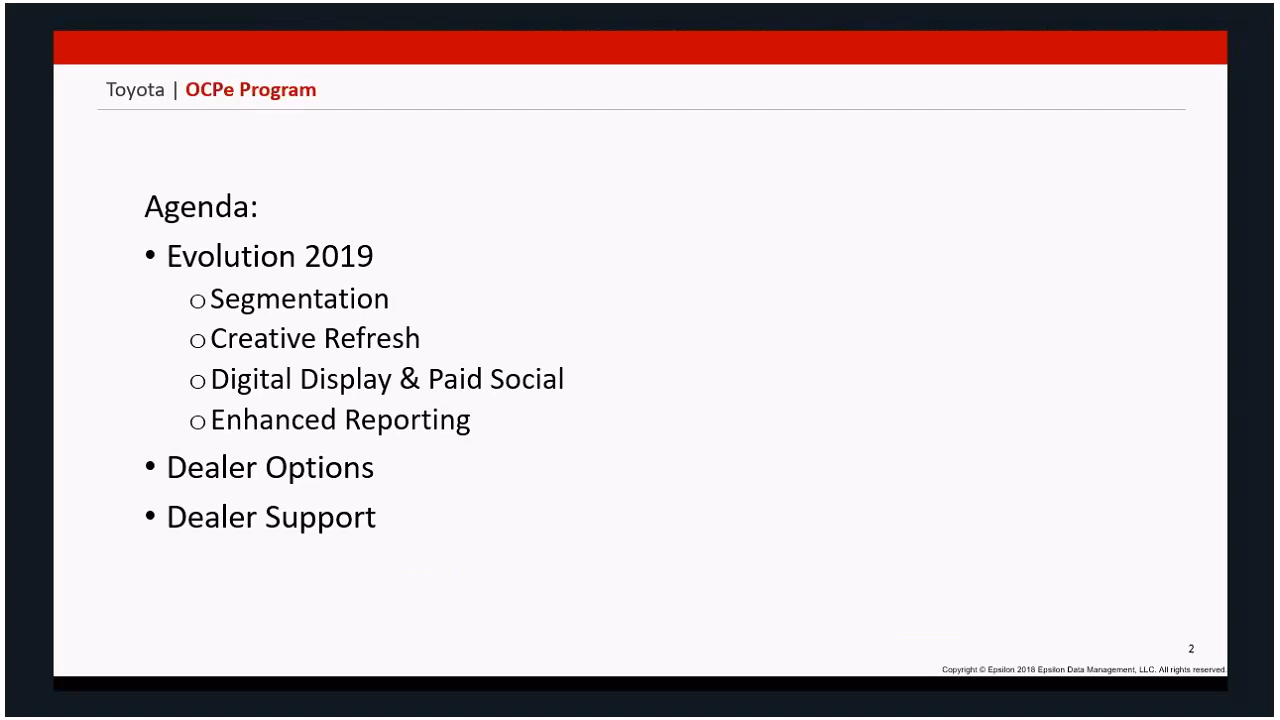 Toyota | OCPe Program
Agenda:
• Evolution 2019
o Segmentation
o Creative Refresh
o Digital Display & Paid Social
o Enhanced Reporting
• Dealer Options
• Dealer Support
2
Copyright © Epsilon 2018 Epsilon Data Management, LLC. All rights reserved.